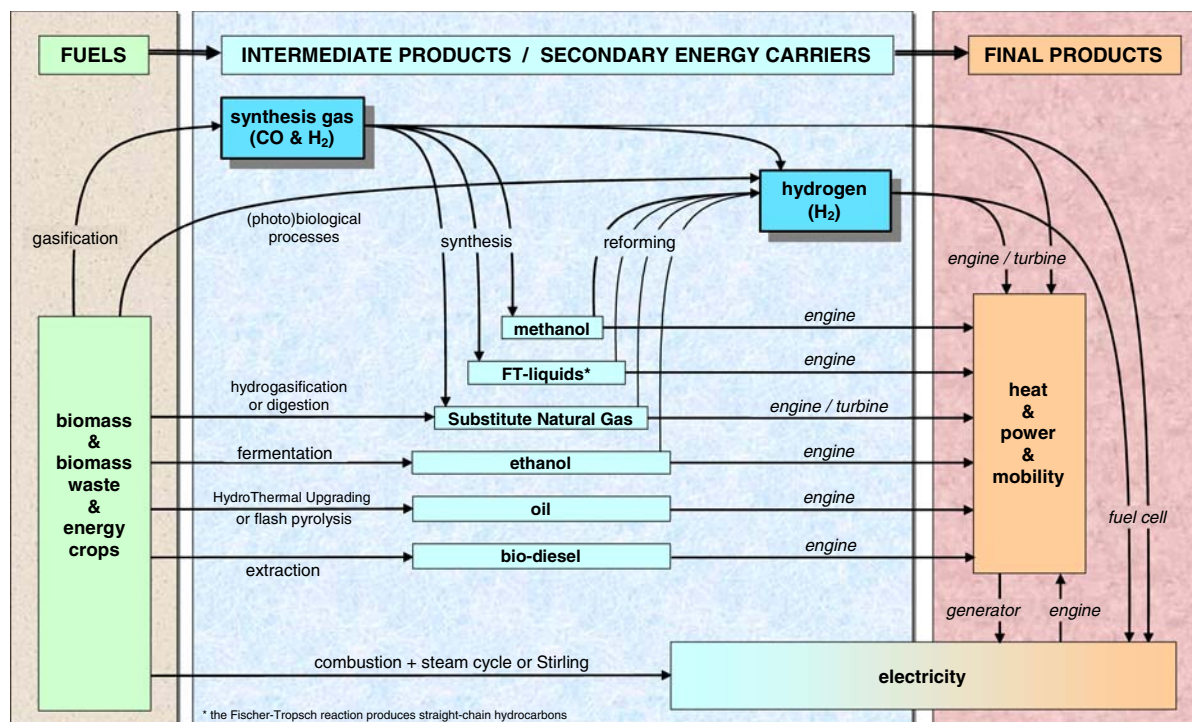 FUELS
INTERMEDIATE PRODUCTS / SECONDARY ENERGY CARRIERS
FINAL PRODUCTS
synthesis gas
(CO & H₂)
hydrogen
(H₂)
(photo)biological
processes
gasification
synthesis
reforming
engine / turbine
methanol
engine
FT-liquids*
engine
hydrogasification
or digestion
Substitute Natural Gas
engine / turbine
fermentation
ethanol
engine
HydroThermal Upgrading
or flash pyrolysis
oil
engine
extraction
bio-diesel
engine
biomass
&
biomass
waste
&
energy
crops
heat
&
power
&
mobility
fuel cell
generator
engine
combustion + steam cycle or Stirling
electricity
* the Fischer-Tropsch reaction produces straight-chain hydrocarbons